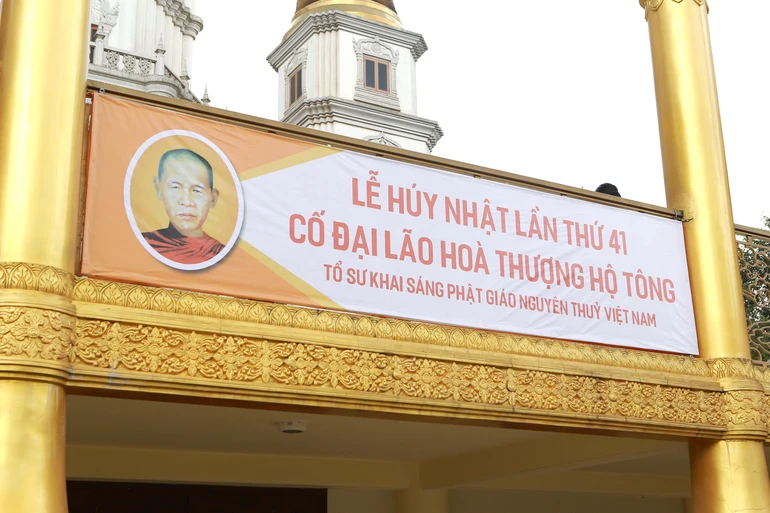 LỄ HÚY NHẬT LẦN THỨ 41
CỐ ĐẠI LÃO HOÀ THƯỢNG HỘ TÔNG
TỔ SƯ KHAI SÁNG PHẬT GIÁO NGUYÊN THUỶ VIỆT NAM